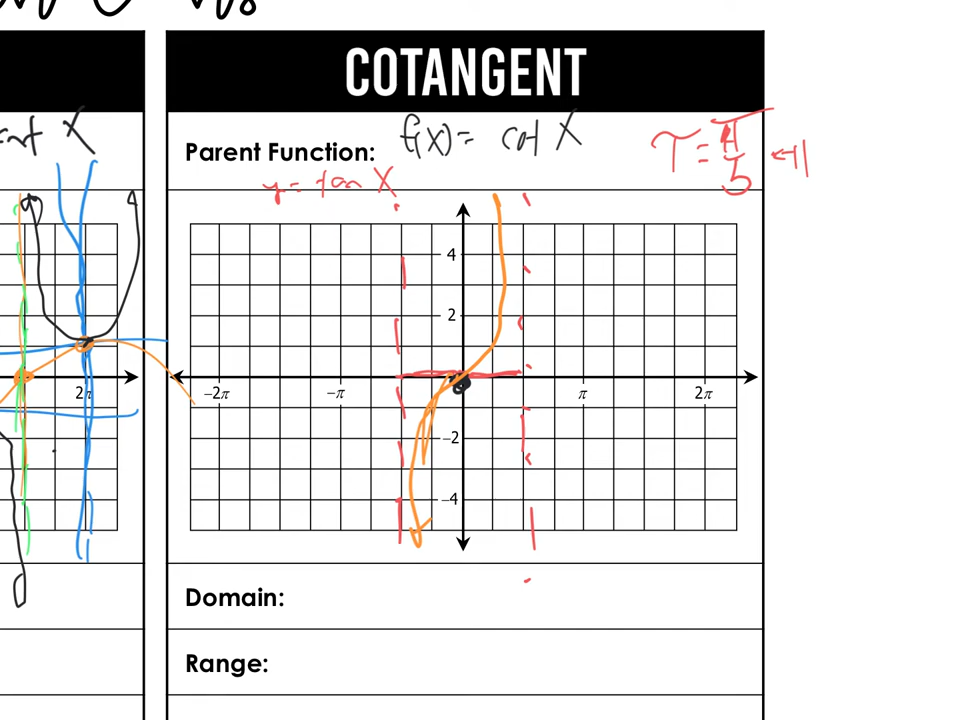 COTANGENT
X
Parent Function: f(x) = cot X
y = tan X
T = π
5
4
2
2π
-2π
-π
π
2π
-2
-4
Domain:
Range: